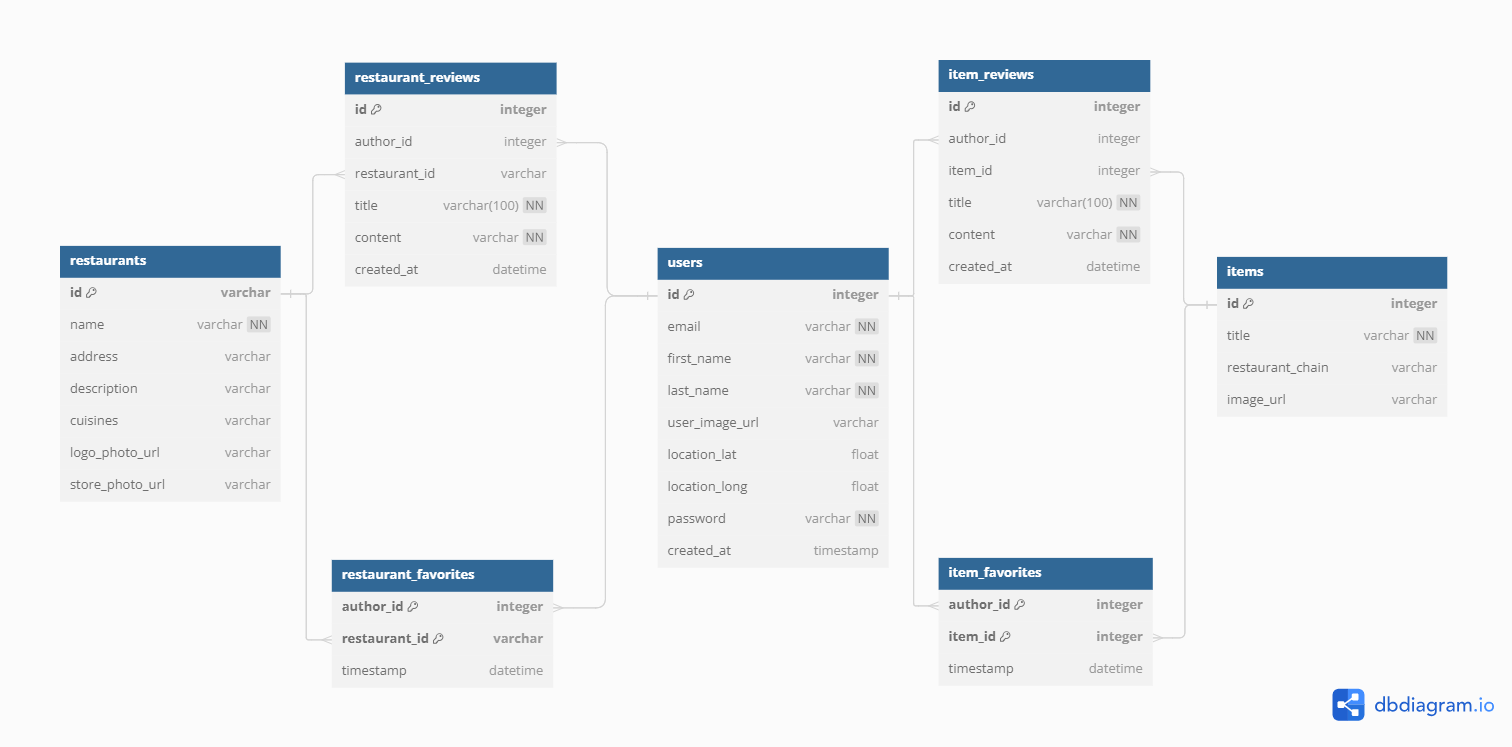 restaurant_reviews
id integer
author_id integer
restaurant_id varchar
title varchar(100) NN
content varchar NN
created_at datetime
item_reviews
id integer
author_id integer
item_id integer
title varchar(100) NN
content varchar NN
created_at datetime
restaurants
id varchar
name varchar NN
address varchar
description varchar
cuisines varchar
logo_photo_url varchar
store_photo_url varchar
users
id integer
email varchar NN
first_name varchar NN
last_name varchar NN
user_image_url varchar
location_lat float
location_long float
password varchar NN
created_at timestamp
items
id integer
title varchar NN
restaurant_chain varchar
image_url varchar
restaurant_favorites
author_id integer
restaurant_id varchar
timestamp datetime
item_favorites
author_id integer
item_id integer
timestamp datetime
dbdiagram.io